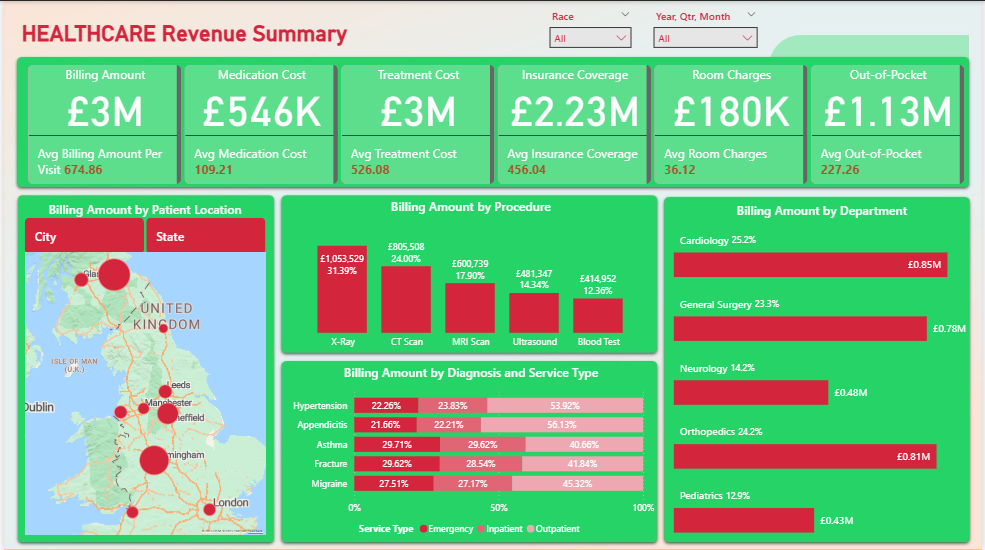 HEALTHCARE Revenue Summary
Race
All
Year, Qtr, Month
All
Billing Amount
£3M
Avg Billing Amount Per
Visit 674.86
Medication Cost
£546K
Avg Medication Cost
109.21
Treatment Cost
£3M
Avg Treatment Cost
526.08
Insurance Coverage
£2.23M
Avg Insurance Coverage
456.04
Room Charges
£180K
Avg Room Charges
36.12
Out-of-Pocket
£1.13M
Avg Out-of-Pocket
227.26
Billing Amount by Patient Location
City
State
Gla
UNITED
KINGDOM
ISLE OF MAN
(U.K.)
Leeds
Manchester
heffield
Dublin
mingham
London
Billing Amount by Procedure
£1,053,529
31.39%
£805,508
24.00%
£600,739
17.90%
£481,347
14.34%
£414,952
12.36%
X-Ray
CT Scan
MRI Scan
Ultrasound
Blood Test
Billing Amount by Diagnosis and Service Type
Hypertension 22.26% 23.83% 53.92%
Appendicitis 21.66% 22.21% 56.13%
Asthma 29.71% 29.62% 40.66%
Fracture 29.62% 28.54% 41.84%
Migraine 27.51% 27.17% 45.32%
0% 50% 100%
Service Type Emergency Inpatient Outpatient
Billing Amount by Department
Cardiology 25.2%
£0.85M
General Surgery 23.3%
£0.78M
Neurology 14.2%
£0.48M
Orthopedics 24.2%
£0.81M
Pediatrics 12.9%
£0.43M